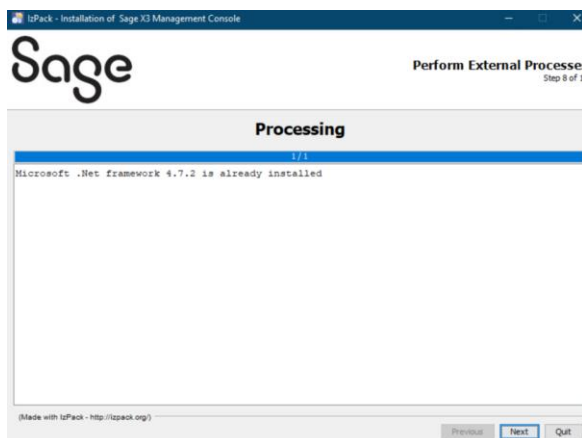 IzPack - Installation of Sage X3 Management Console
Sage
Perform External Processe
Step 8 of 1
Processing
1/1
Microsoft .Net framework 4.7.2 is already installed
(Made with IzPack - http://izpack.org/)
Previous
Next
Quit